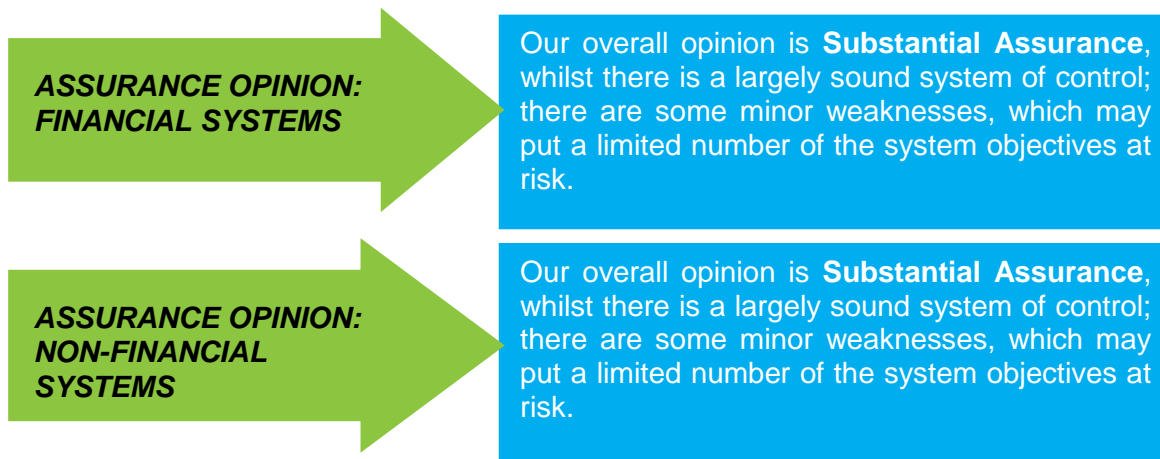 ASSURANCE OPINION:
FINANCIAL SYSTEMS
Our overall opinion is Substantial Assurance,
whilst there is a largely sound system of control;
there are some minor weaknesses, which may
put a limited number of the system objectives at
risk.
ASSURANCE OPINION:
NON-FINANCIAL
SYSTEMS
Our overall opinion is Substantial Assurance,
whilst there is a largely sound system of control;
there are some minor weaknesses, which may
put a limited number of the system objectives at
risk.